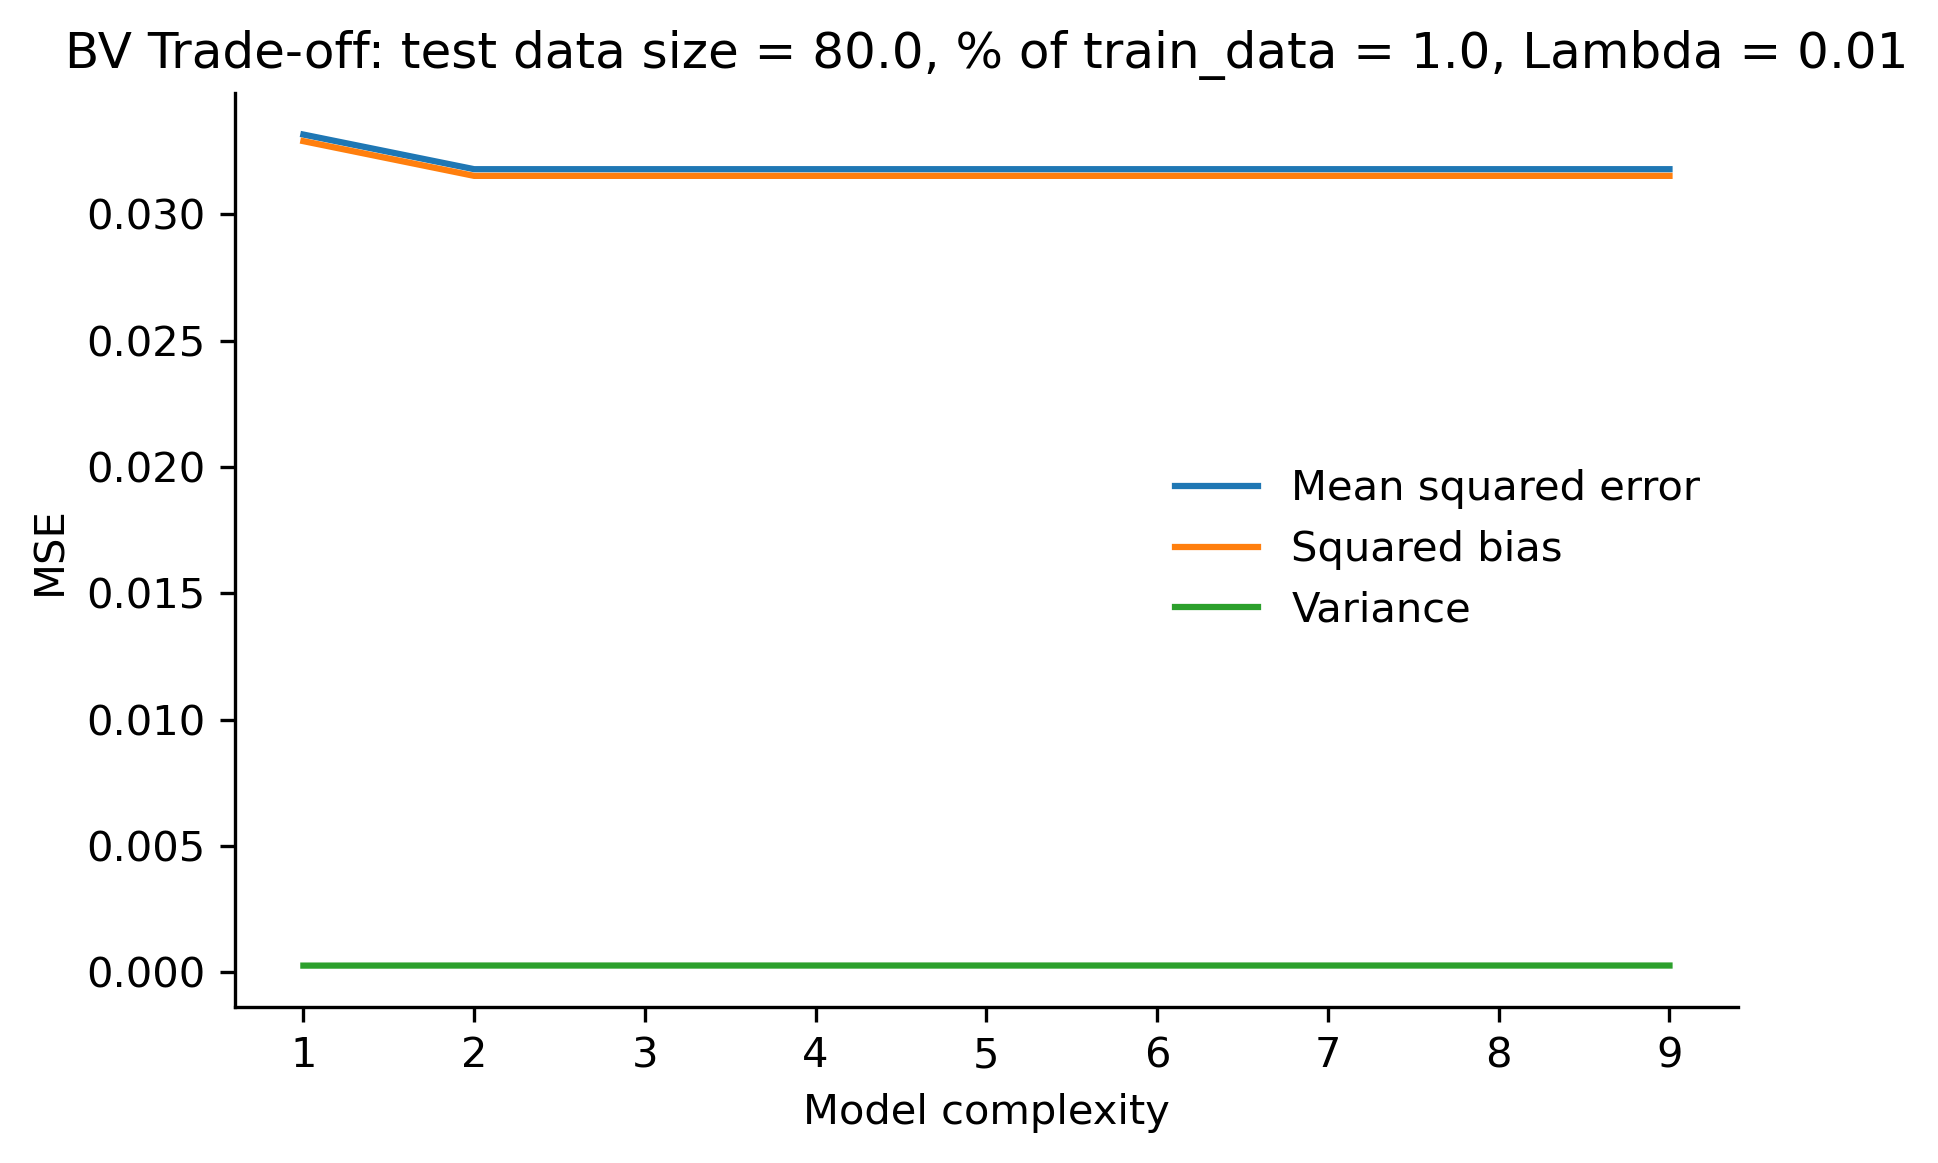 BV Trade-off: test data size = 80.0, % of train_data = 1.0, Lambda = 0.01
MSE
0.030
0.025
0.020
0.015
0.010
0.005
0.000
Mean squared error
Squared bias
Variance
1 2 3 4 5 6 7 8 9
Model complexity